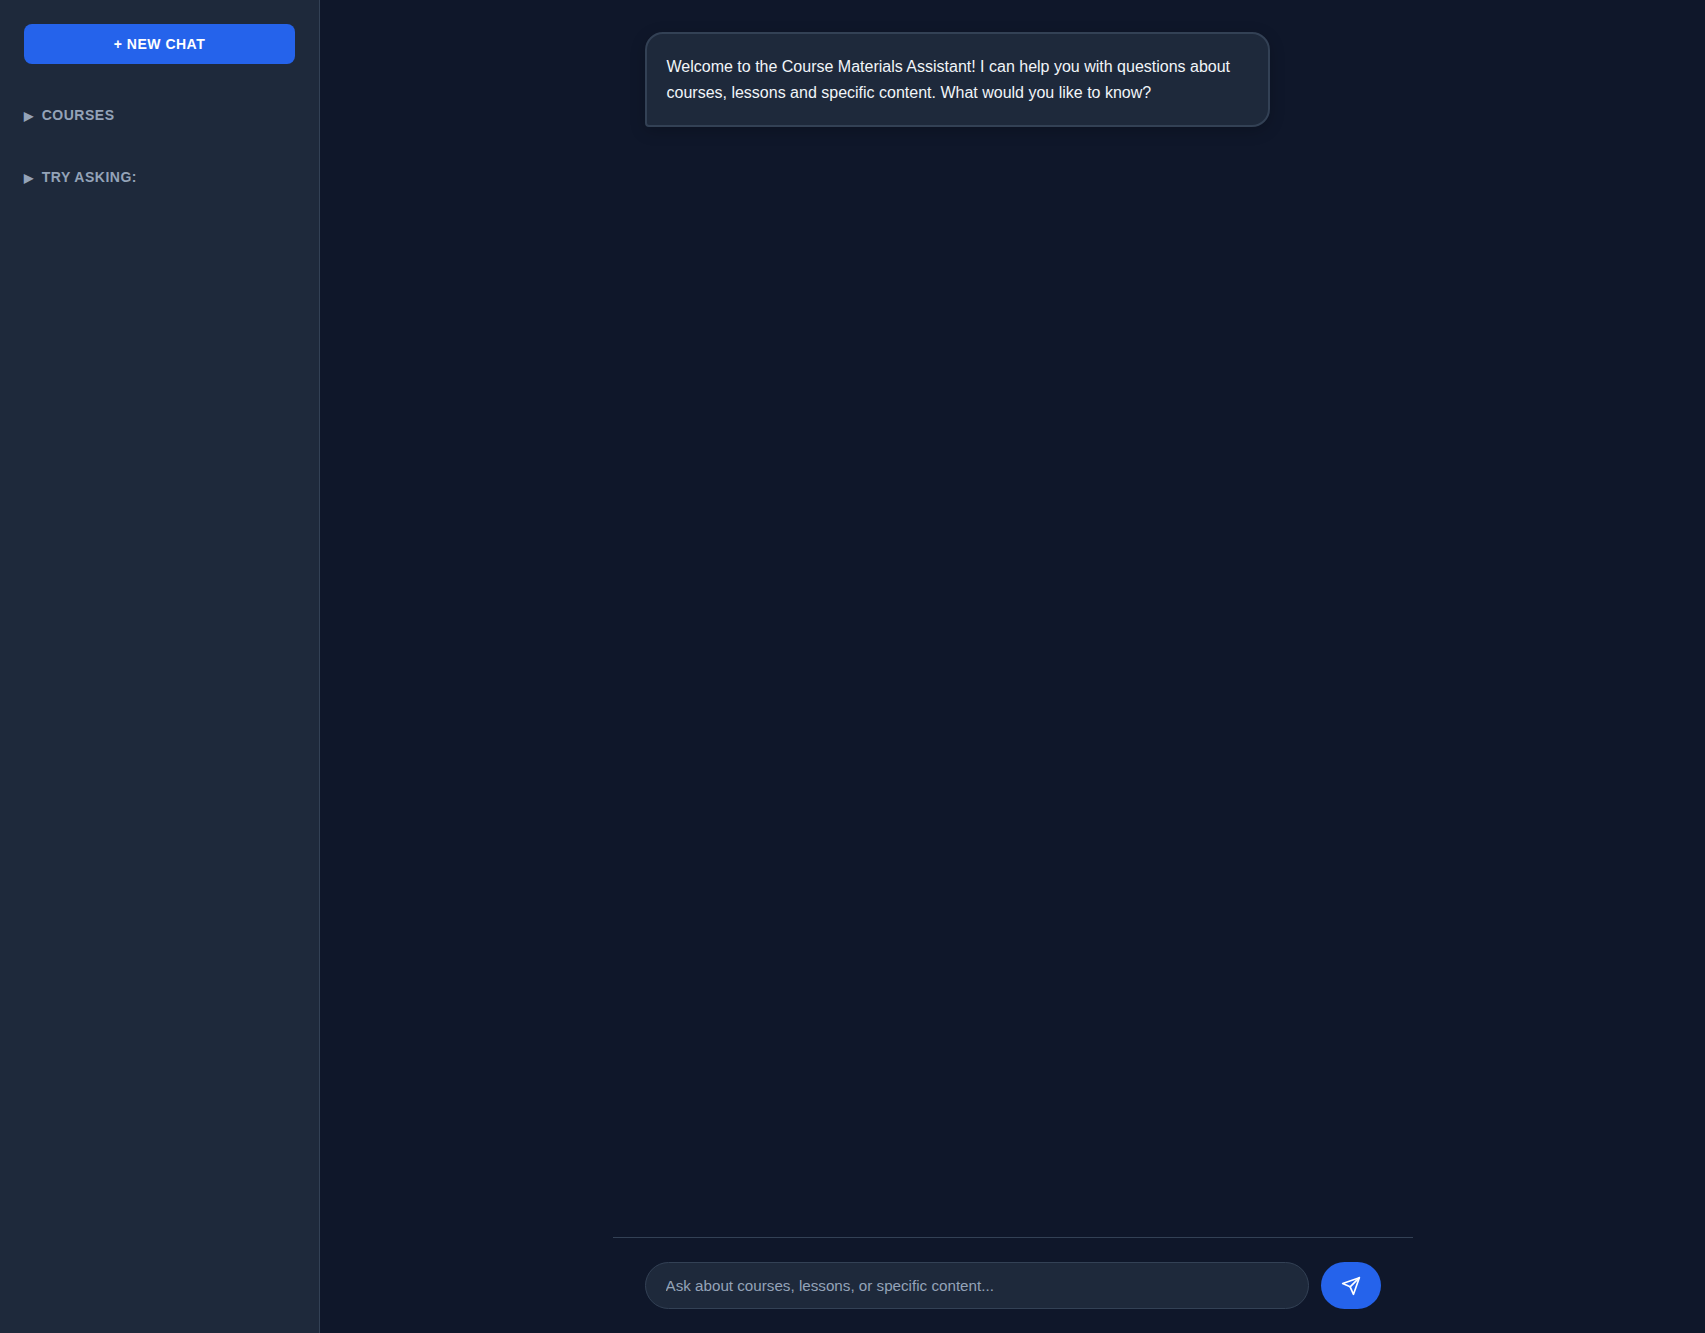 + NEW CHAT
▶ COURSES
▶ TRY ASKING:
Welcome to the Course Materials Assistant! I can help you with questions about
courses, lessons and specific content. What would you like to know?
Ask about courses, lessons, or specific content...